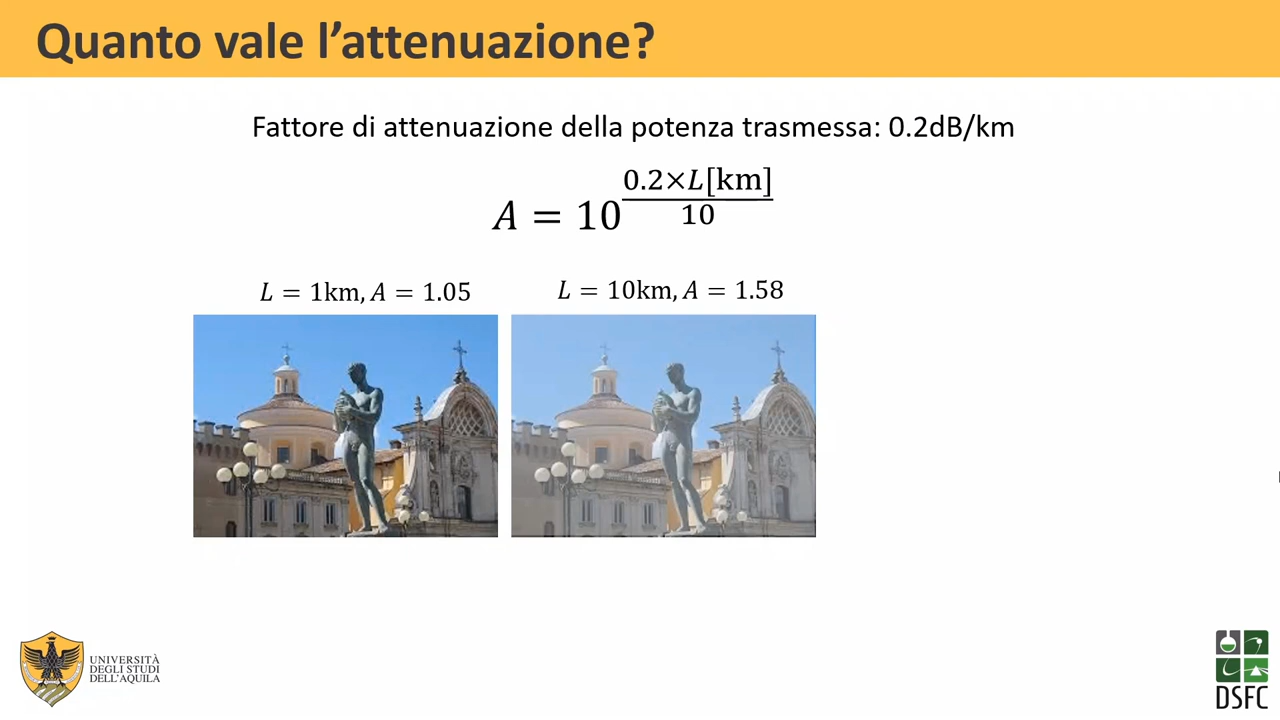 Quanto vale l’attenuazione?
Fattore di attenuazione della potenza trasmessa: 0.2dB/km
A = 10^{\frac{0.2×L[km]}{10}}
L = 1km, A = 1.05
L = 10km, A = 1.58
UNIVERSITÀ
DEGLI STUDI
DELL’AQUILA
DSFC